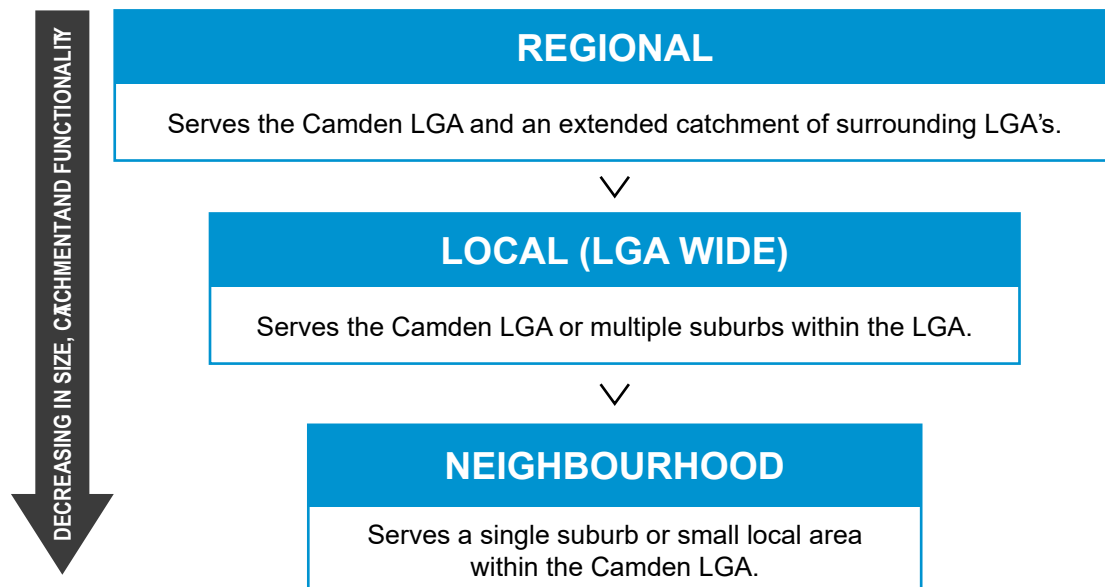 DECREASING IN SIZE, CATCHMENT AND FUNCTIONALITY
REGIONAL
Serves the Camden LGA and an extended catchment of surrounding LGA's.
LOCAL (LGA WIDE)
Serves the Camden LGA or multiple suburbs within the LGA.
NEIGHBOURHOOD
Serves a single suburb or small local area
within the Camden LGA.